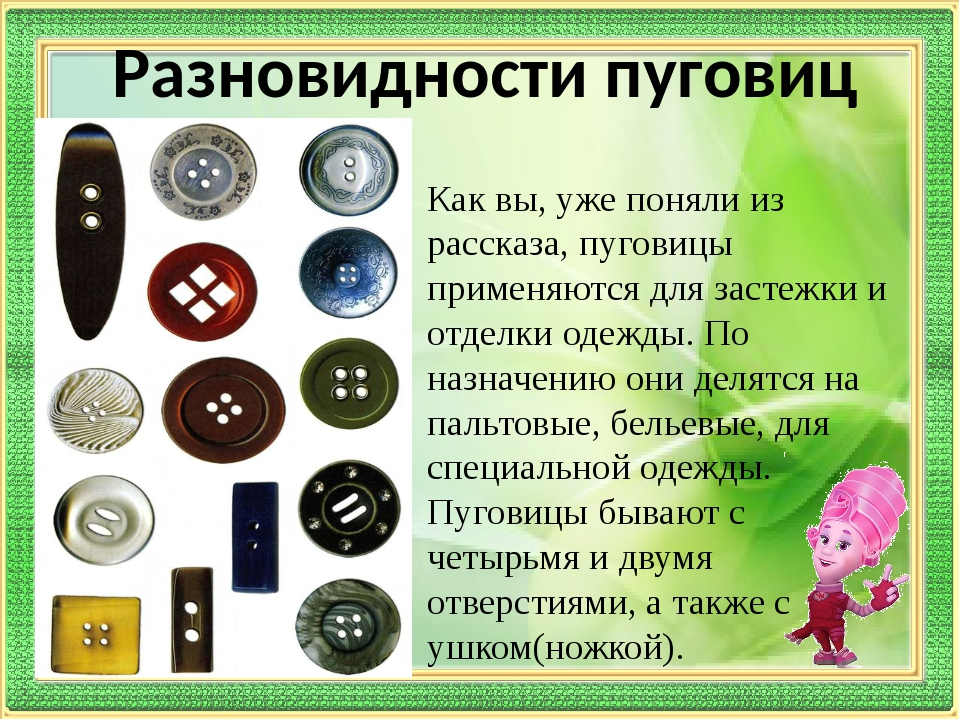 Разновидности пуговиц
Как вы, уже поняли из
рассказа, пуговицы
применяются для застежки и
отделки одежды. По
назначению они делятся на
пальтовые, бельевые, для
специальной одежды.
Пуговицы бывают с
четырьмя и двумя
отверстиями, а также с
ушком(ножкой).